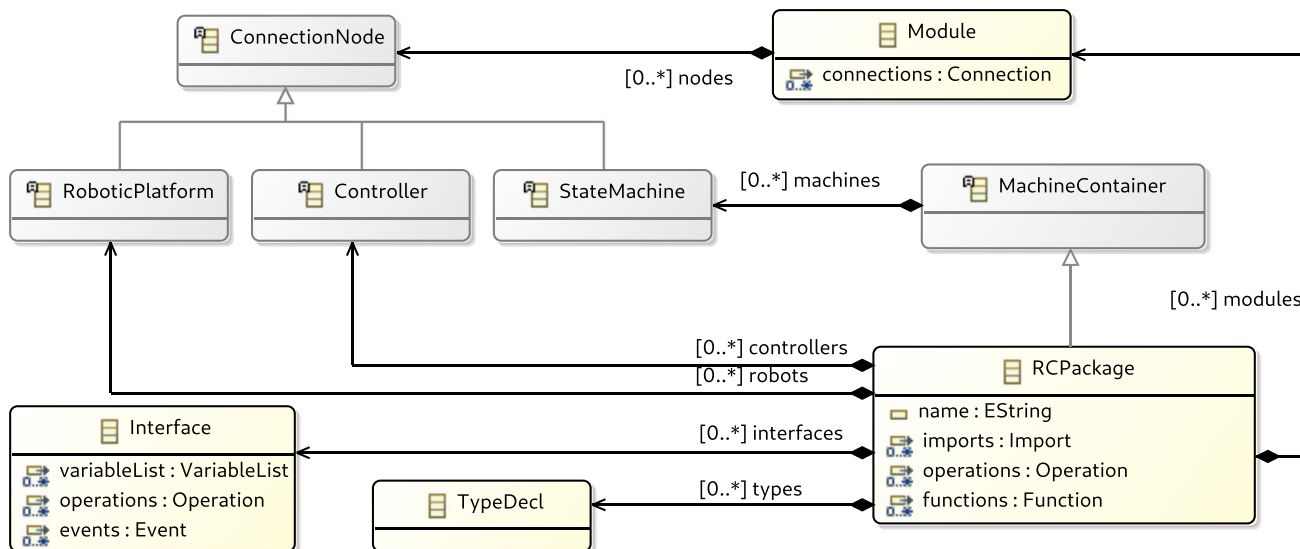 ConnectionNode
Module
[0..*] nodes
connections : Connection
RoboticPlatform
Controller
StateMachine
[0..*] machines
MachineContainer
[0..*] modules
[0..*] controllers
[0..*] robots
RCPackage
name : EString
imports : Import
operations : Operation
functions : Function
Interface
variableList : VariableList
operations : Operation
events : Event
[0..*] interfaces
[0..*] types
TypeDecl